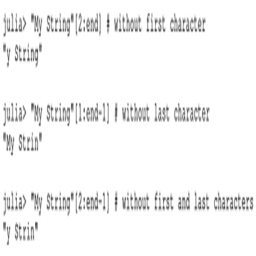 julia> "My String"[2:end] # without first character
"y String"
julia> "My String"[1:end-1] # without last character
"My Strin"
julia> "My String"[2:end-1] # without first and last characters
"y Strin"